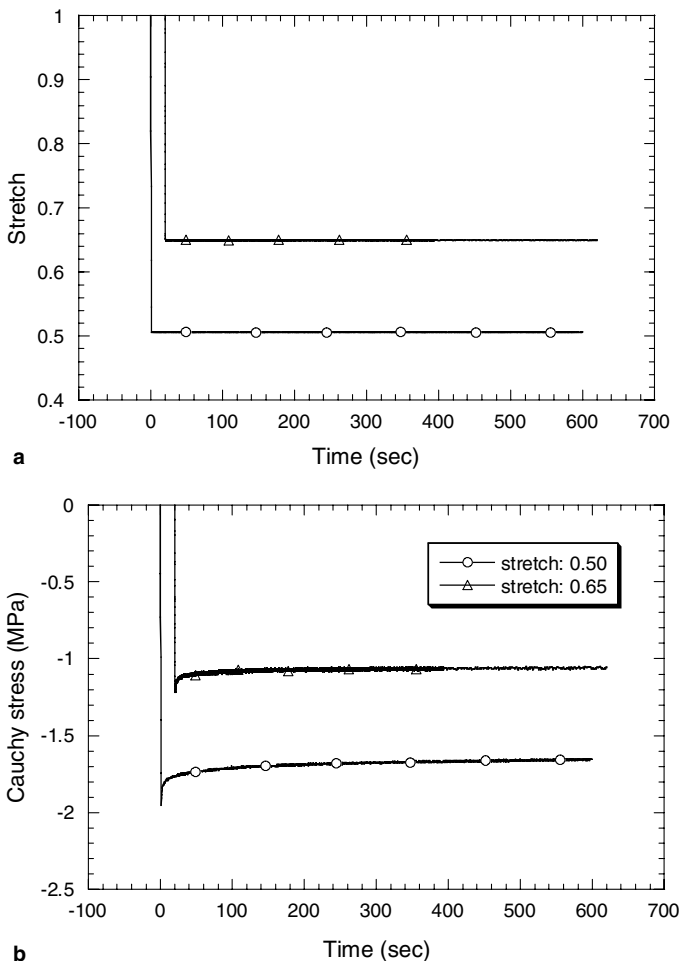 1
0.9
0.8
0.7
0.6
0.5
0.4
Stretch
-100 0 100 200 300 400 500 600 700
Time (sec)
a
0
-0.5
-1
-1.5
-2
-2.5
Cauchy stress (MPa)
stretch: 0.50
stretch: 0.65
-100 0 100 200 300 400 500 600 700
Time (sec)
b